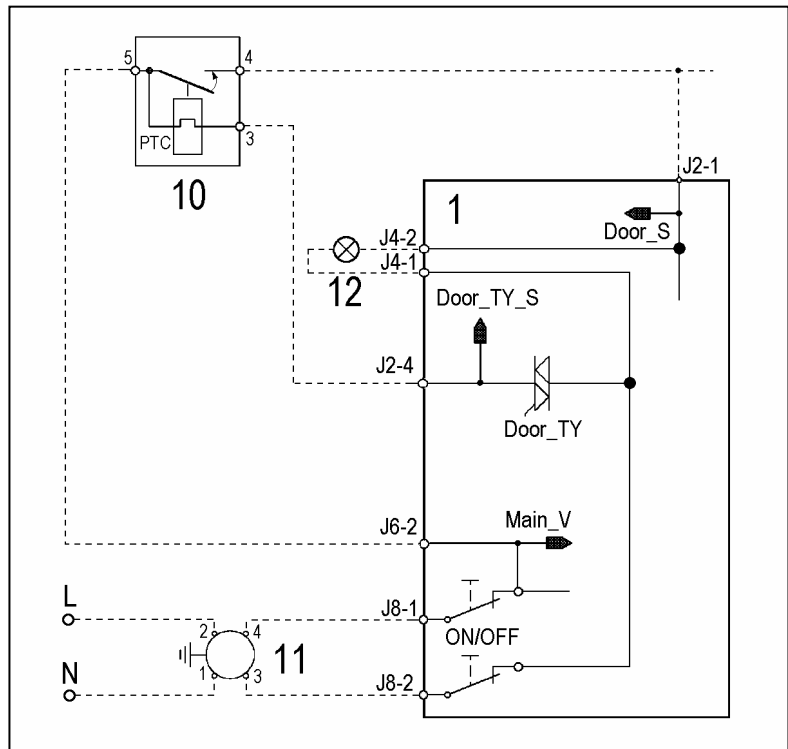 5
4
PTC
3
10
J2-1
1
Door_S
J4-2
J4-1
12
Door_TY_S
J2-4
Door_TY
J6-2
Main_V
L
J8-1
2
4
ON/OFF
11
N
1
3
J8-2